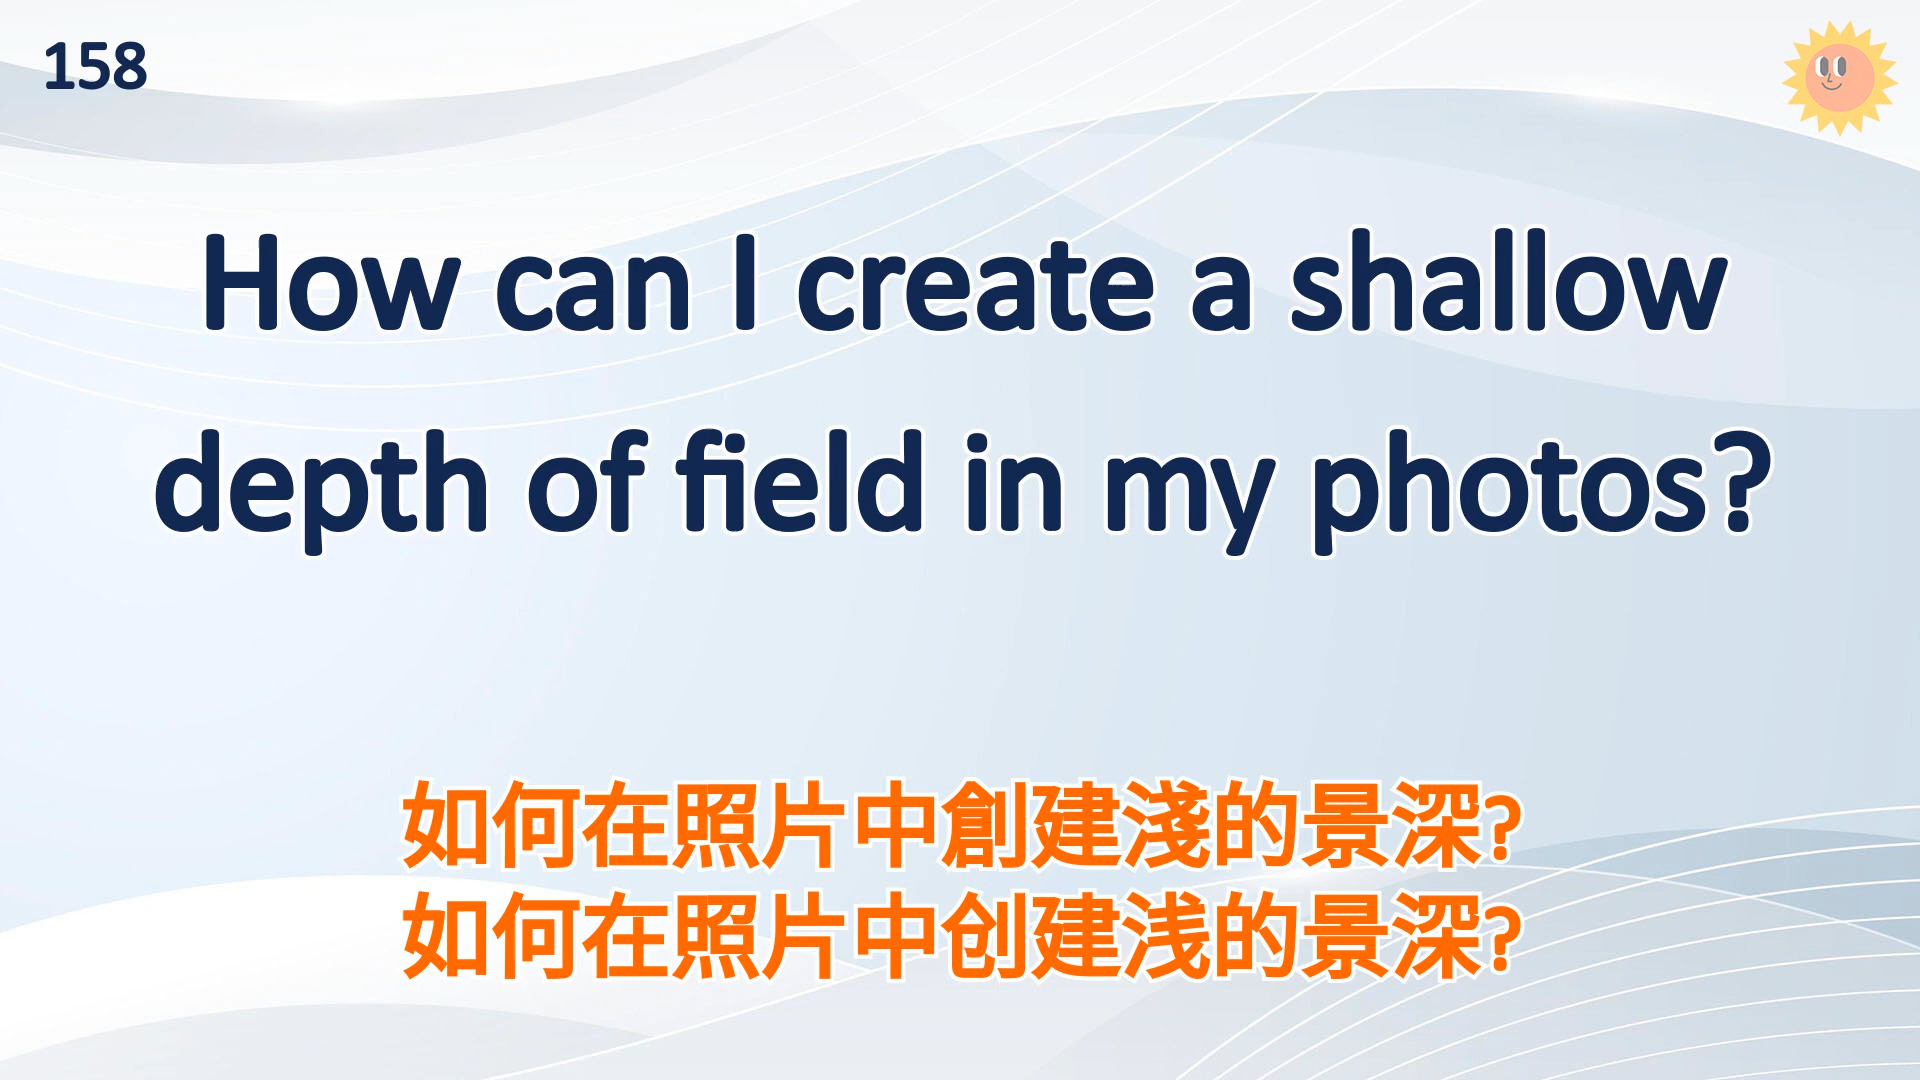 158
How can I create a shallow
depth of field in my photos?
如何在照片中創建淺的景深?
如何在照片中创建浅的景深?